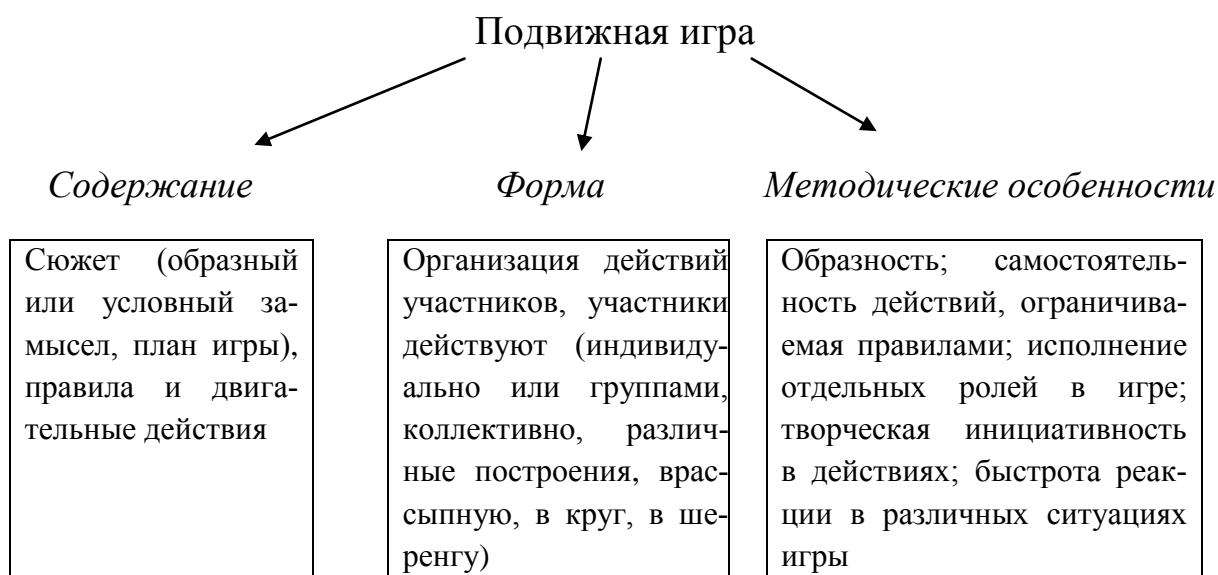 Подвижная игра
Содержание
Форма
Методические особенности
Сюжет (образный
или условный за-
мысел, план игры),
правила и двига-
тельные действия
Организация действий
участников, участники
действуют (индивиду-
ально или группами,
коллективно, различ-
ные построения, врас-
сыпную, в круг, в ше-
ренгу)
Образность; самостоятель-
ность действий, ограничива-
емая правилами; исполнение
отдельных ролей в игре;
творческая инициативность
в действиях; быстрота реак-
ции в различных ситуациях
игры